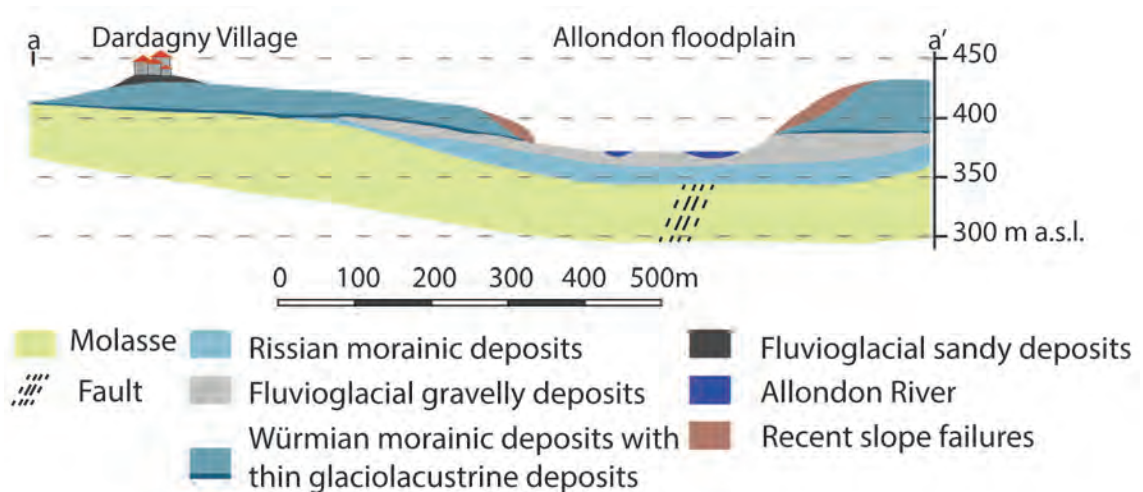 a Dardagny Village Allondon floodplain a'
450
400
350
300 m a.s.l.
0 100 200 300 400 500m
Molasse
Fault
Rissian morainic deposits
Fluvioglacial gravelly deposits
Würmian morainic deposits with
thin glaciolacustrine deposits
Fluvioglacial sandy deposits
Allondon River
Recent slope failures